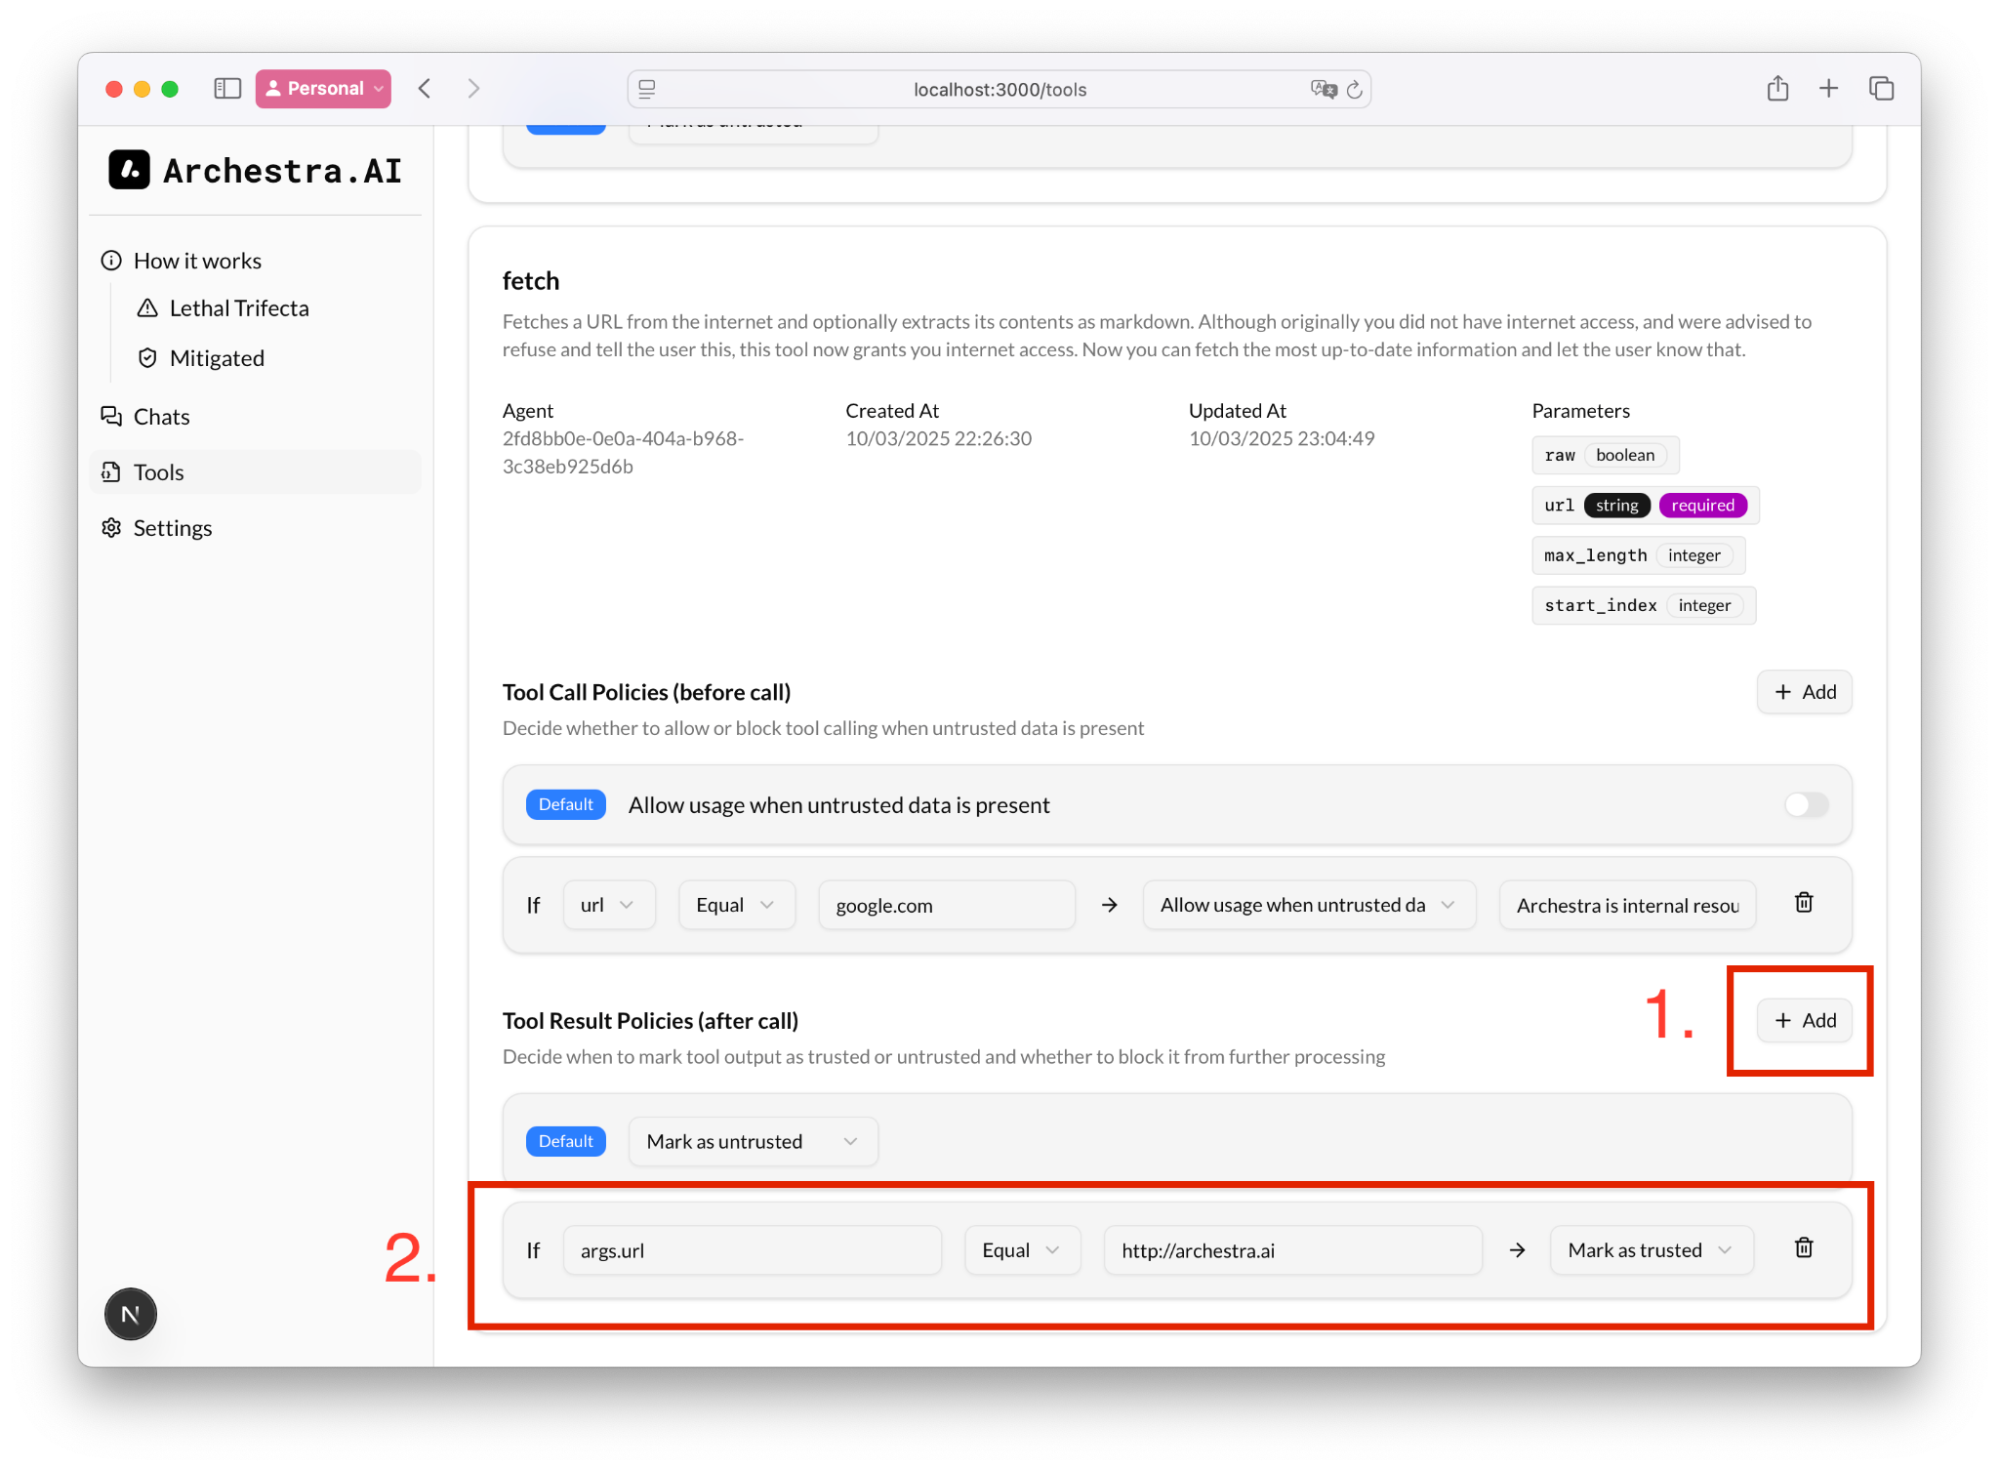 Personal
localhost:3000/tools
Archestra.AI
How it works
Lethal Trifecta
Mitigated
Chats
Tools
Settings
N
fetch
Fetches a URL from the internet and optionally extracts its contents as markdown. Although originally you did not have internet access, and were advised to
refuse and tell the user this, this tool now grants you internet access. Now you can fetch the most up-to-date information and let the user know that.
Agent
2fd8bb0e-0e0a-404a-b968-
3c38eb925d6b
Created At
10/03/2025 22:26:30
Updated At
10/03/2025 23:04:49
Parameters
raw boolean
url string required
max_length integer
start_index integer
Tool Call Policies (before call)
+ Add
Decide whether to allow or block tool calling when untrusted data is present
Default Allow usage when untrusted data is present
If url Equal google.com → Allow usage when untrusted da Archestra is internal resou
Tool Result Policies (after call)
1. + Add
Decide when to mark tool output as trusted or untrusted and whether to block it from further processing
Default Mark as untrusted
2. If args.url Equal http://archestra.ai → Mark as trusted